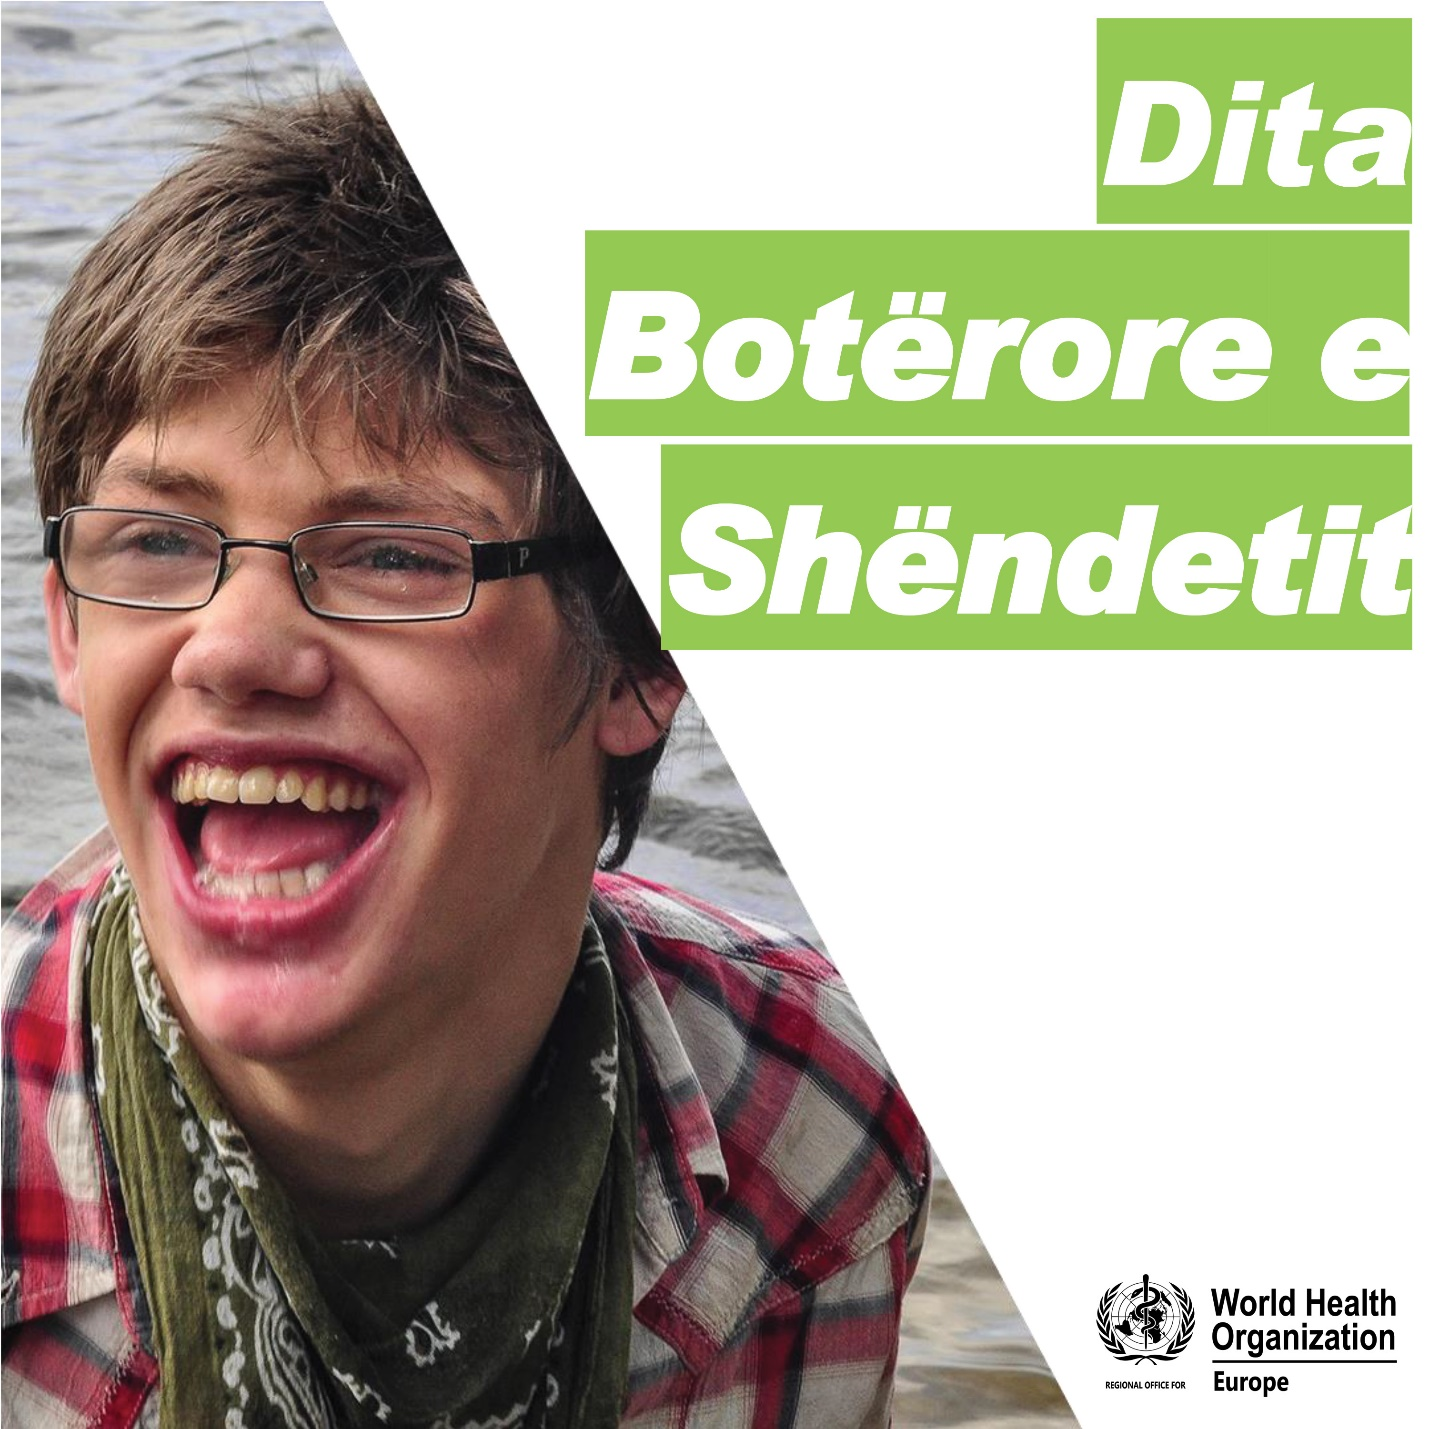 Dita
Botërore e
Shëndetit
P
World Health
Organization
REGIONAL OFFICE FOR
Europe